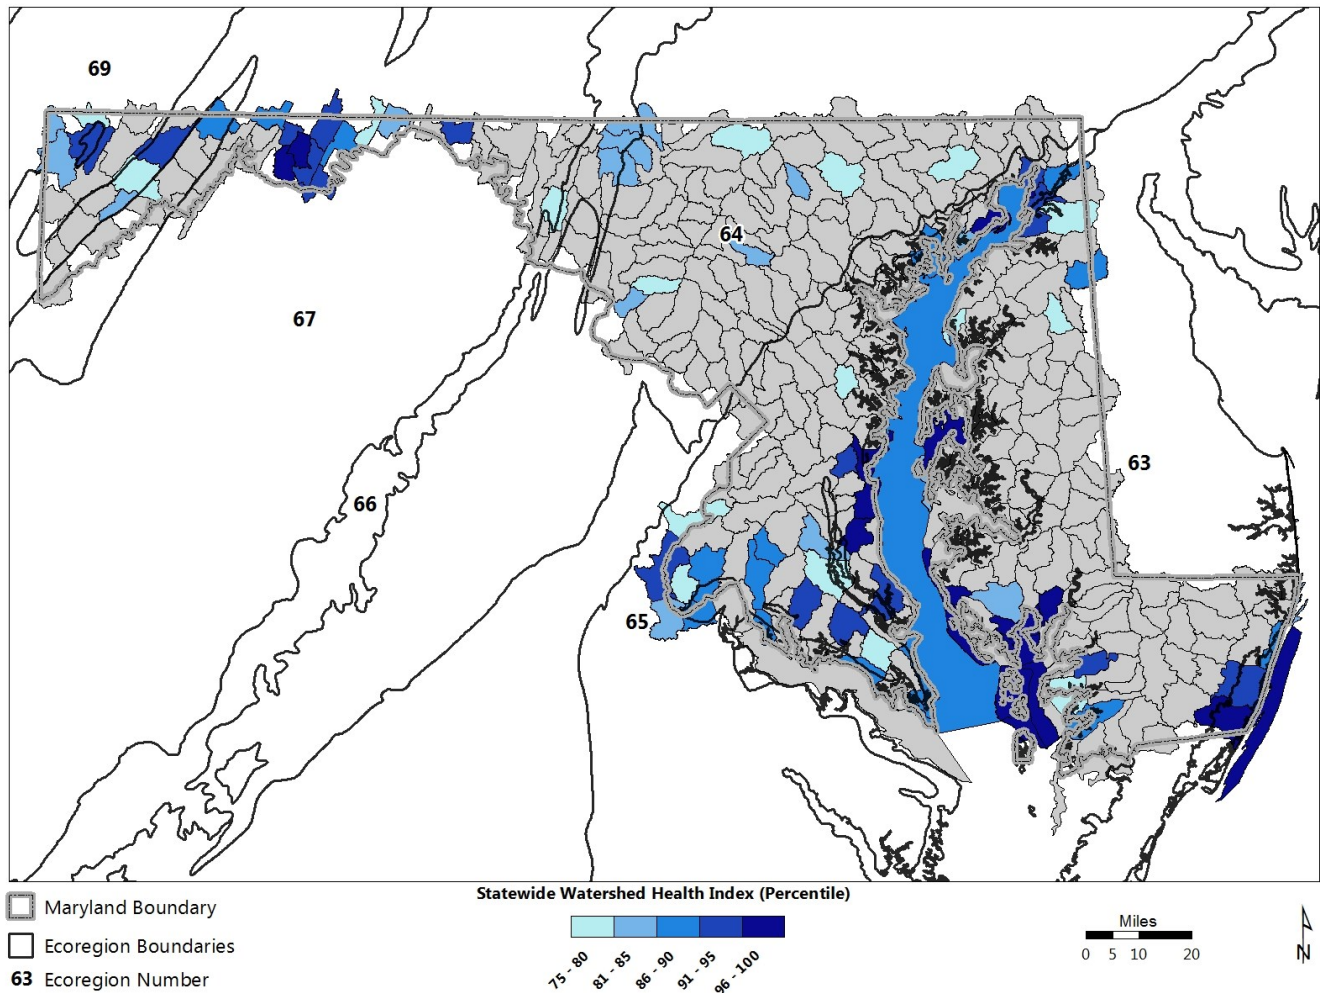 69
64
67
63
66
65
Statewide Watershed Health Index (Percentile)
75 - 80
81 - 85
86 - 90
91 - 95
96 - 100
Maryland Boundary
Ecoregion Boundaries
63 Ecoregion Number
Miles
0 5 10 20
N